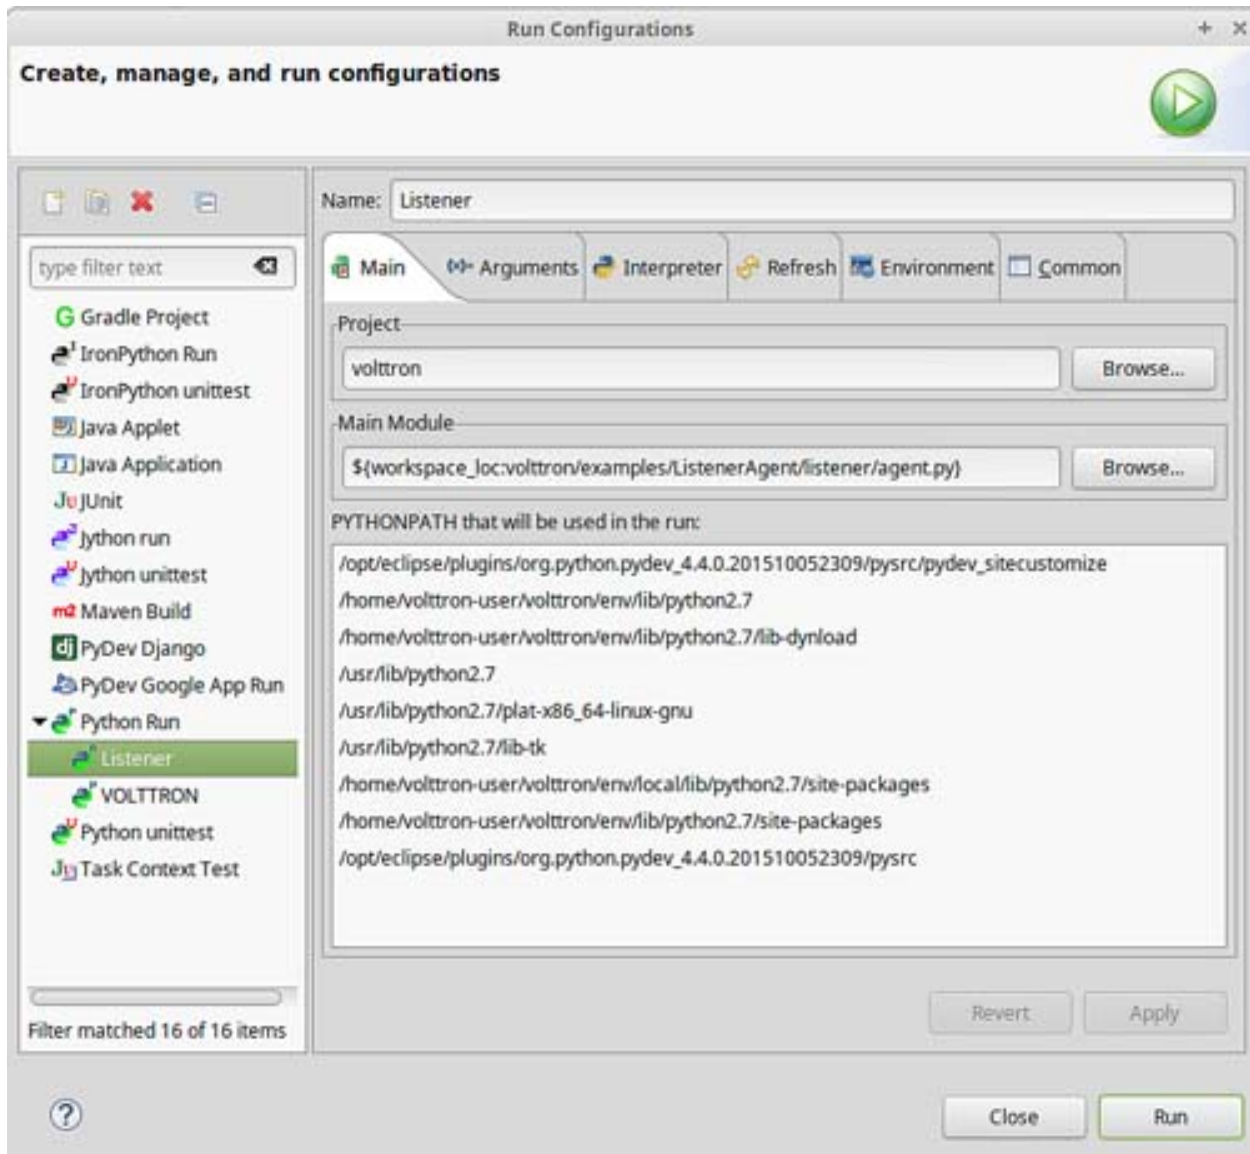 Run Configurations
Create, manage, and run configurations
Name: Listener
type filter text
Main Arguments Interpreter Refresh Environment Common
Gradle Project
IronPython Run
IronPython unittest
Java Applet
Java Application
JUnit
Jython run
Jython unittest
Maven Build
PyDev Django
PyDev Google App Run
Python Run
Listener
VOLTTRON
Python unittest
Task Context Test
Filter matched 16 of 16 items
Project
volttron Browse...
Main Module
${workspace_loc:volttron/examples/ListenerAgent/listener/agent.py} Browse...
PYTHONPATH that will be used in the run:
/opt/eclipse/plugins/org.python.pydev_4.4.0.201510052309/pysrc/pydev_sitecustomize
/home/volttron-user/volttron/env/lib/python2.7
/home/volttron-user/volttron/env/lib/python2.7/lib-dynload
/usr/lib/python2.7
/usr/lib/python2.7/plat-x86_64-linux-gnu
/usr/lib/python2.7/lib-tk
/home/volttron-user/volttron/env/local/lib/python2.7/site-packages
/home/volttron-user/volttron/env/lib/python2.7/site-packages
/opt/eclipse/plugins/org.python.pydev_4.4.0.201510052309/pysrc
Revert Apply
? Close Run